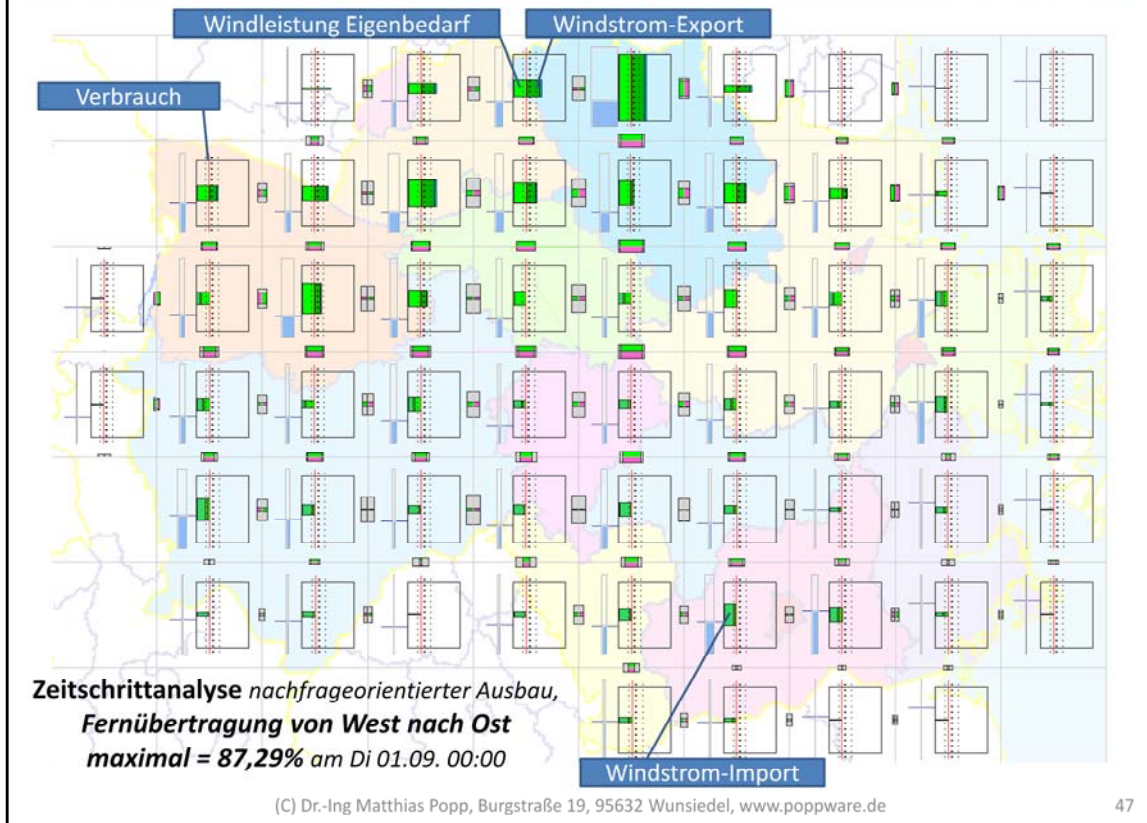 Windleistung Eigenbedarf
Windstrom-Export
Verbrauch
Zeitschrittanalyse nachfrageorientierter Ausbau,
Fernübertragung von West nach Ost
maximal = 87,29% am Di 01.09. 00:00
Windstrom-Import
(C) Dr.-Ing Matthias Popp, Burgstraße 19, 95632 Wunsiedel, www.poppware.de
47